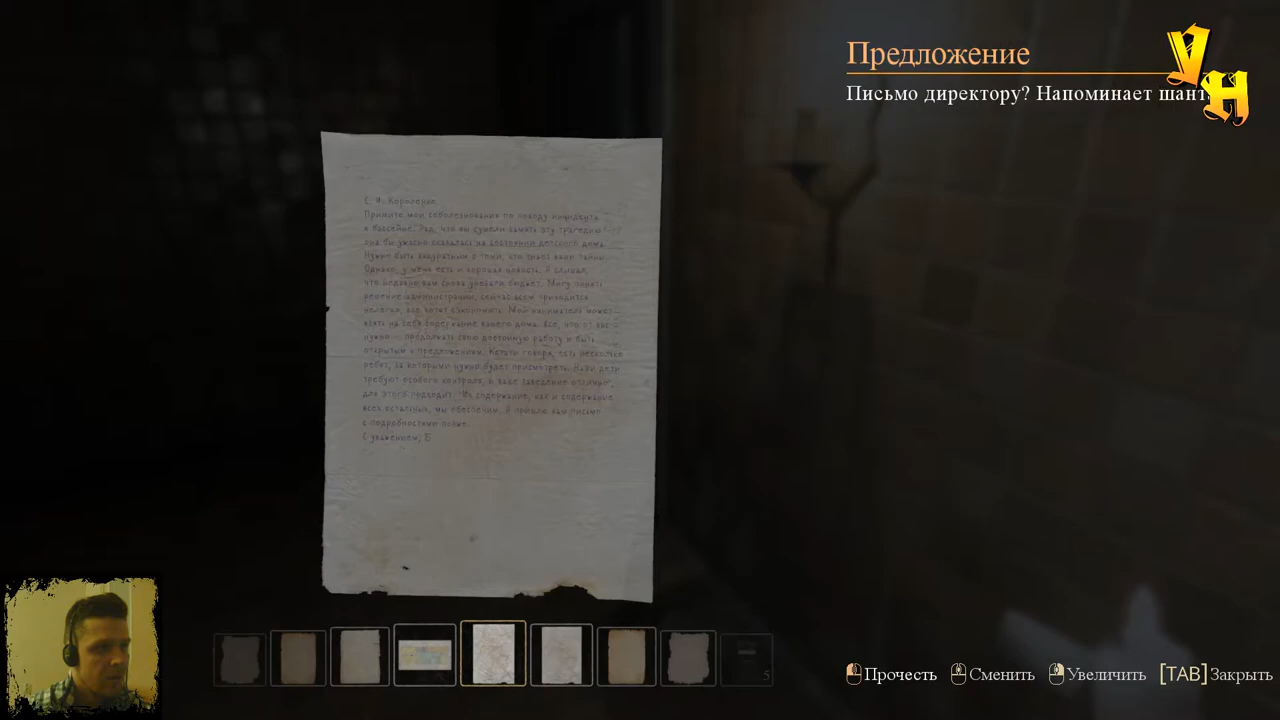 Предложение
Письмо директору? Напоминает шант
УН
С. И. Короленко
Примите мои соболезнования по поводу инцидента
в бассейне. Рад, что вы сумели замять эту трагедию
она бы ужасно сказалась на состоянии детского дома.
Нужно быть аккуратным с теми, кто знает ваши тайны.
Однако, у меня есть и хорошая новость. Я слышал,
что недавно вам снова урезали бюджет. Могу понять
решение администрации, сейчас всем приходится
нелегко, все хотят сэкономить. Мой наниматель может
взять на себя содержание вашего дома. Все, что от вас
нужно – продолжать свою достойную работу и быть
открытым к предложениям. Кстати говоря, есть несколько
ребят, за которыми нужно будет присмотреть. Наши дети
требуют особого контроля, и ваше заведение отлично
для этого подходит. Их содержание, как и содержание
всех остальных, мы обеспечим. Я пришлю вам письмо
с подробностями позже.
С уважением, Б
5
Прочесть
Сменить
Увеличить
[TAB] Закрыть